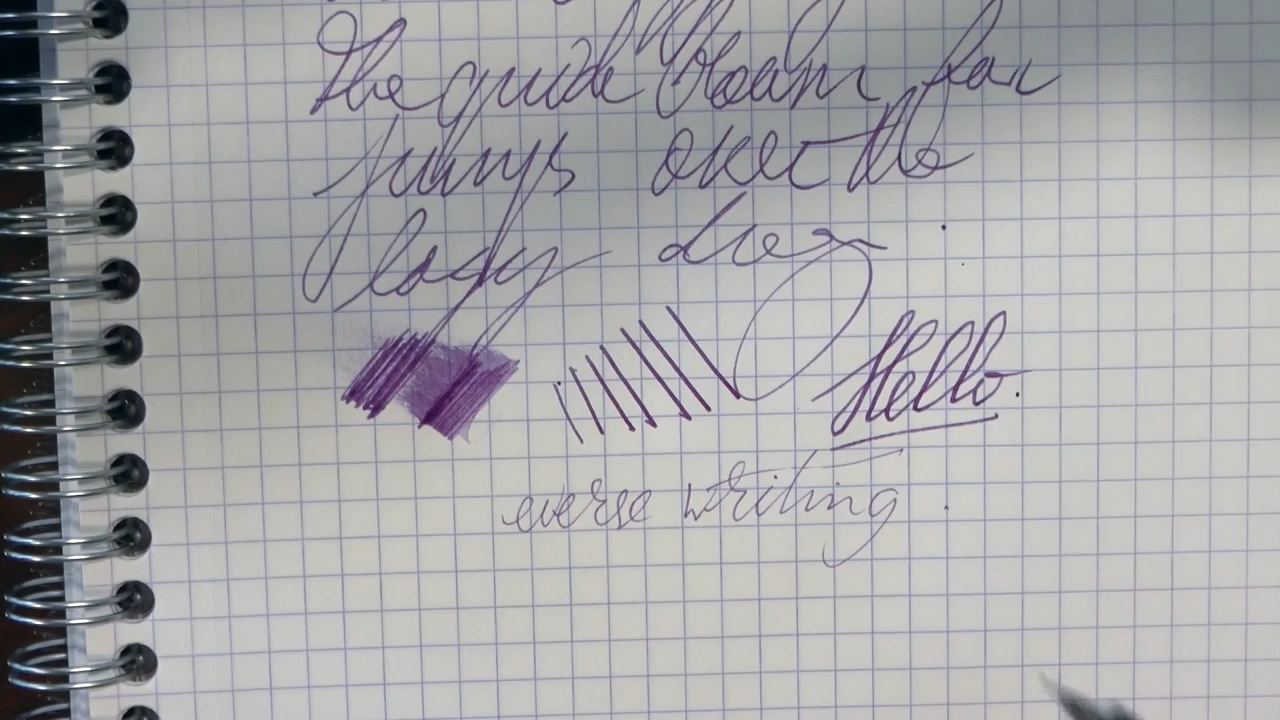 The quick brown fox
jumps over the
lazy dog.
Hello.
everse writing.